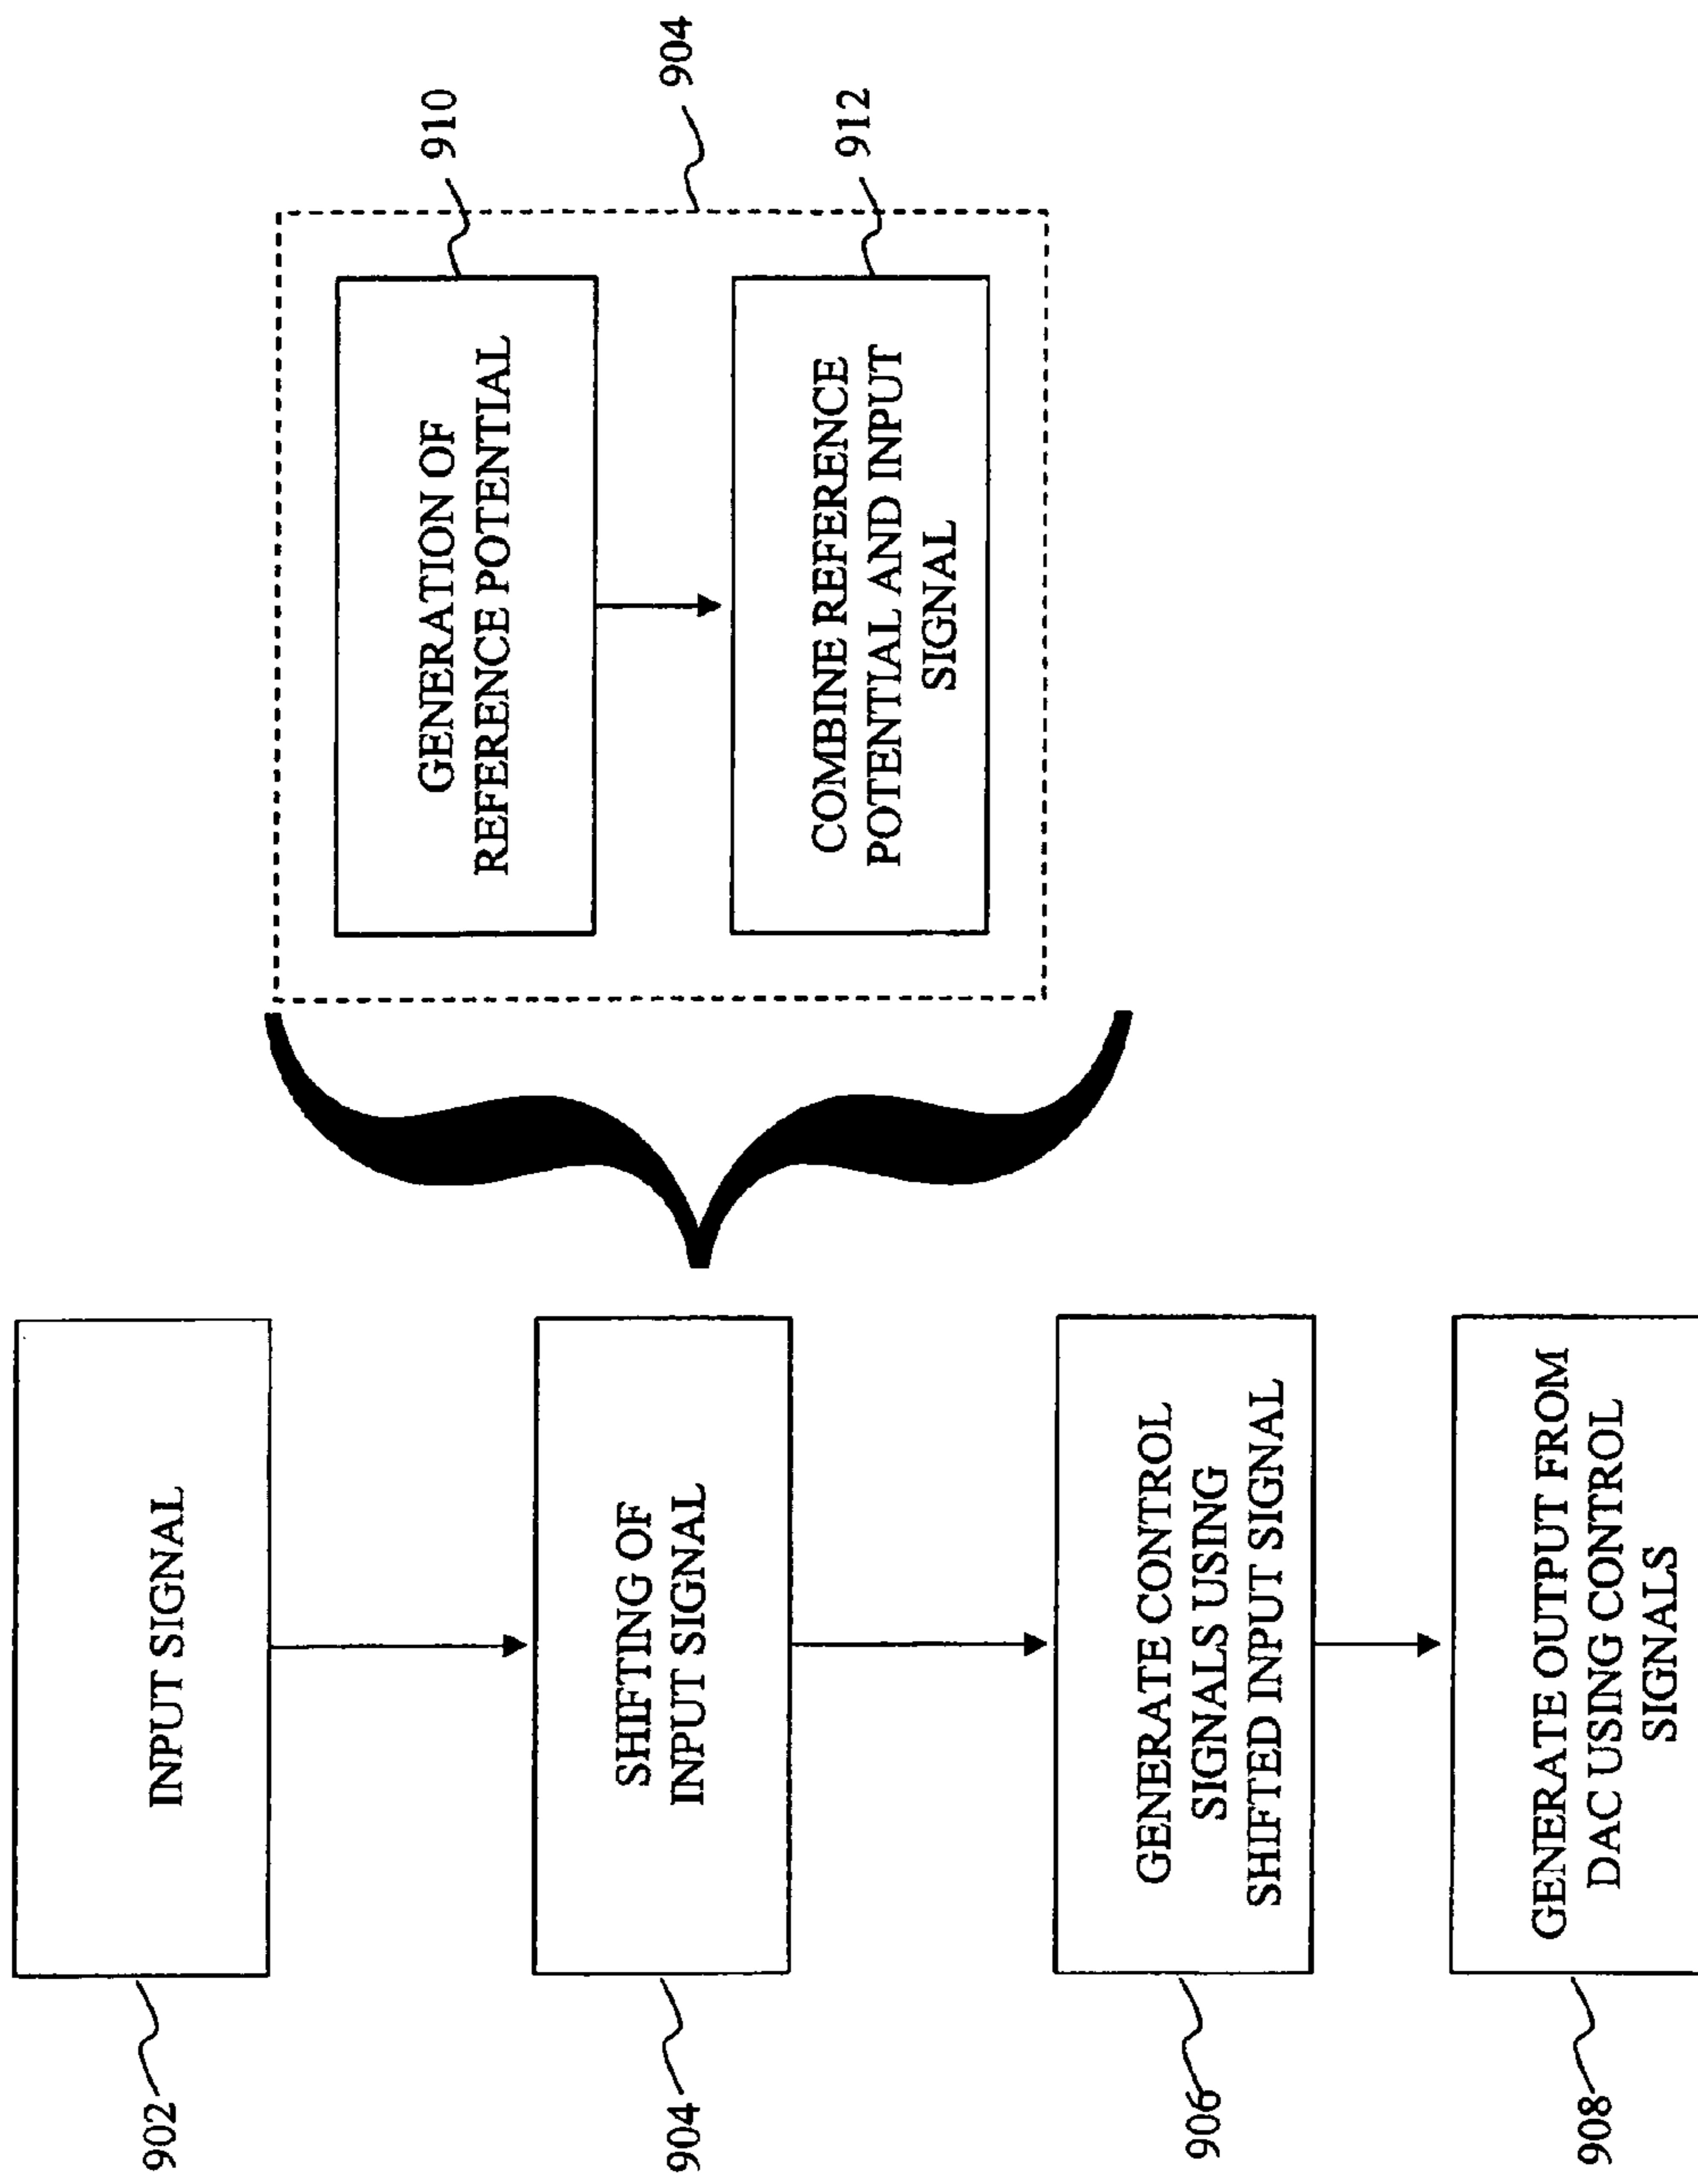 902
INPUT SIGNAL
904
SHIFTING OF
INPUT SIGNAL
906
GENERATE CONTROL
SIGNALS USING
SHIFTED INPUT SIGNAL
908
GENERATE OUTPUT FROM
DAC USING CONTROL
SIGNALS
904
910
GENERATION OF
REFERENCE POTENTIAL
912
COMBINE REFERENCE
POTENTIAL AND INPUT
SIGNAL